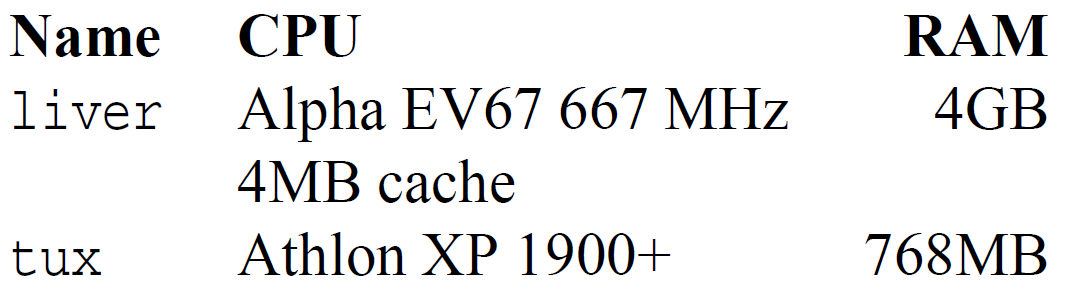 Name CPU RAM
liver Alpha EV67 667 MHz 4GB
4MB cache
tux Athlon XP 1900+ 768MB